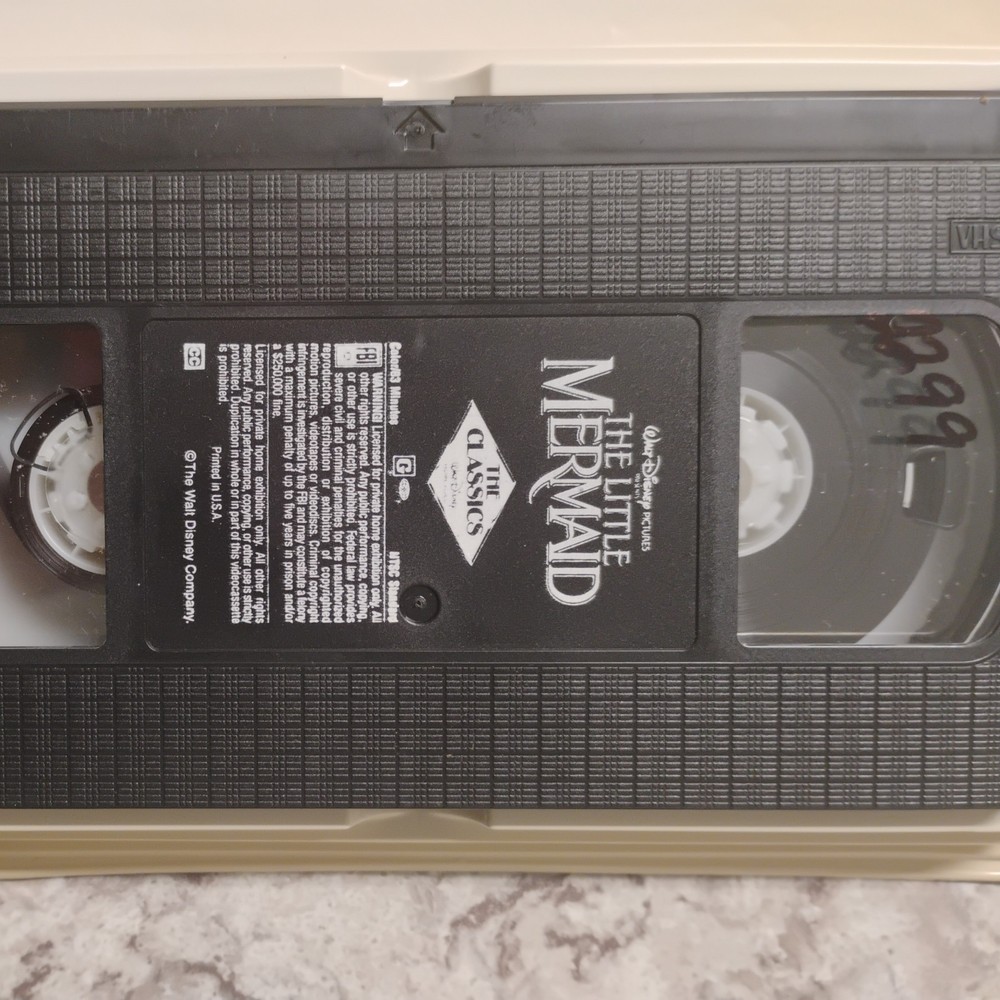 WALT DISNEY PICTURES
PRESENTS
THE LITTLE
MERMAID
THE
CLASSICS
WALT DISNEY
G
Color/83 Minutes
NTBC
FBI
WARNING! Licensed for private home exhibition only. All
other rights reserved. Any public performance, copying,
or other use is strictly prohibited. Federal law provides
severe civil and criminal penalties for the unauthorized
reproduction, distribution or exhibition of copyrighted
motion pictures, videotapes or videodiscs. Criminal copyright
infringement is investigated by the FBI and may constitute a felony
with a maximum penalty of up to five years in prison and/or
a $250,000 fine.
Licensed for private home exhibition only. All other rights
reserved. Any public performance, copying, or other use is strictly
prohibited. Duplication in whole or in part of this videocassette
is prohibited.
CC
Printed in U.S.A.
©The Walt Disney Company.
VHS